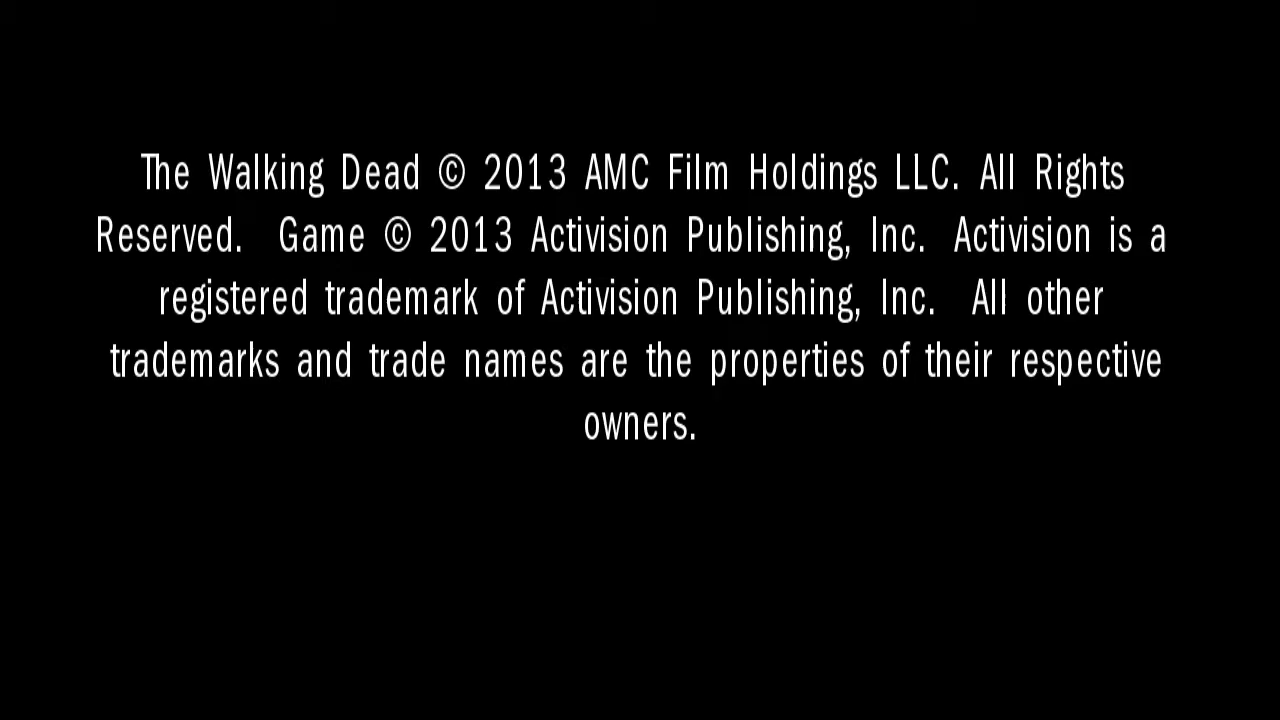 The Walking Dead © 2013 AMC Film Holdings LLC. All Rights
Reserved. Game © 2013 Activision Publishing, Inc. Activision is a
registered trademark of Activision Publishing, Inc. All other
trademarks and trade names are the properties of their respective
owners.